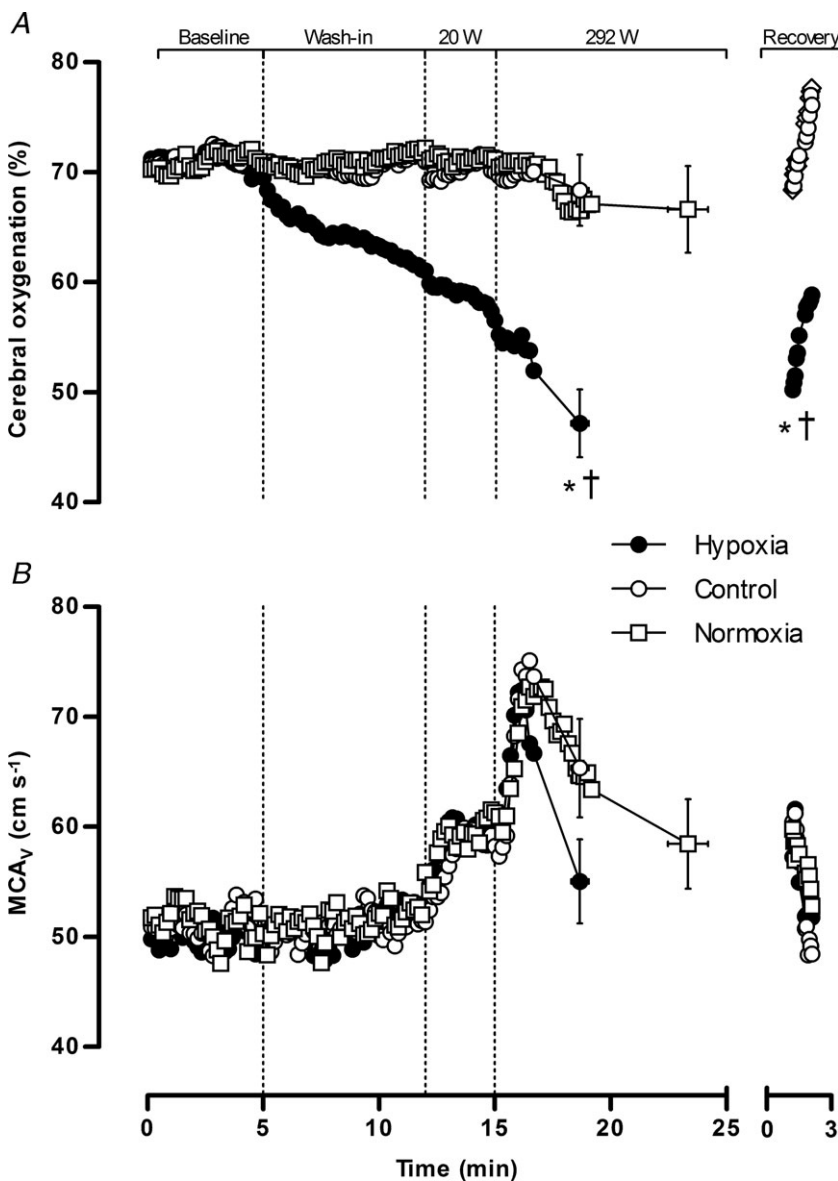 A
Baseline Wash-in 20 W 292 W Recovery
80
70
60
50
40
Cerebral oxygenation (%)
* †
* †
Hypoxia
Control
Normoxia
B
80
70
60
50
40
MCAV (cm s-1)
0 5 10 15 20 25 0 3
Time (min)